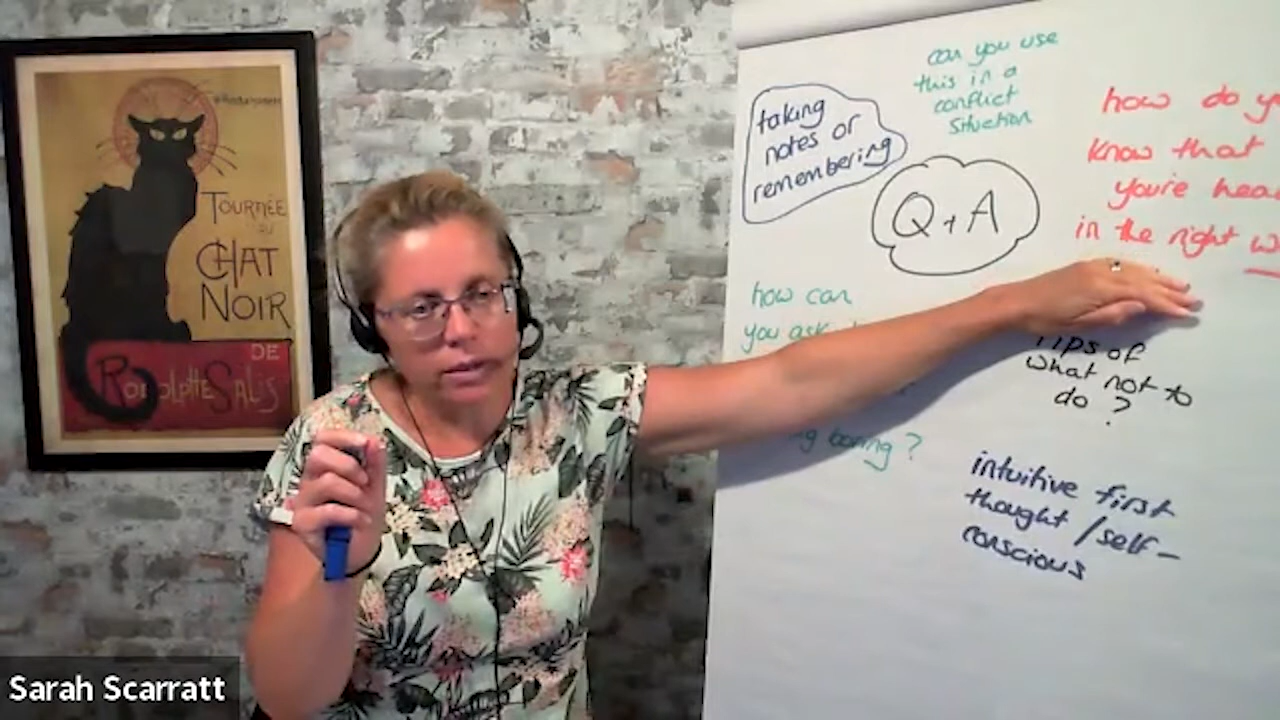 TOURNÉE
DU
CHAT
NOIR
DE
RODOLPHE SALIS
can you use
this in a
conflict
situation
taking
notes or
remembering
Q + A
how do
know that
you're
in the right
how can
you ask
boring?
Tips of
what not to
do ?
intuitive first
thought / self-
conscious
Sarah Scarratt